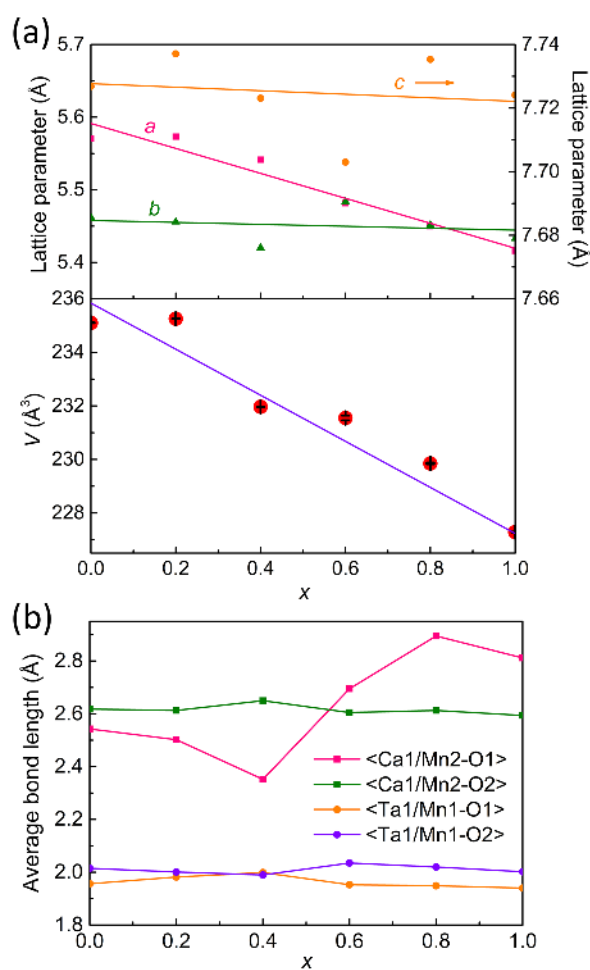 (a)
5.7
5.6
5.5
5.4
Lattice parameter (Å)
7.74
7.72
7.70
7.68
7.66
Lattice parameter (Å)
c
a
b
236
234
232
230
228
V (Å³)
0.0 0.2 0.4 0.6 0.8 1.0
x
(b)
2.8
2.6
2.4
2.2
2.0
1.8
Average bond length (Å)
<Ca1/Mn2-O1>
<Ca1/Mn2-O2>
<Ta1/Mn1-O1>
<Ta1/Mn1-O2>
0.0 0.2 0.4 0.6 0.8 1.0
x